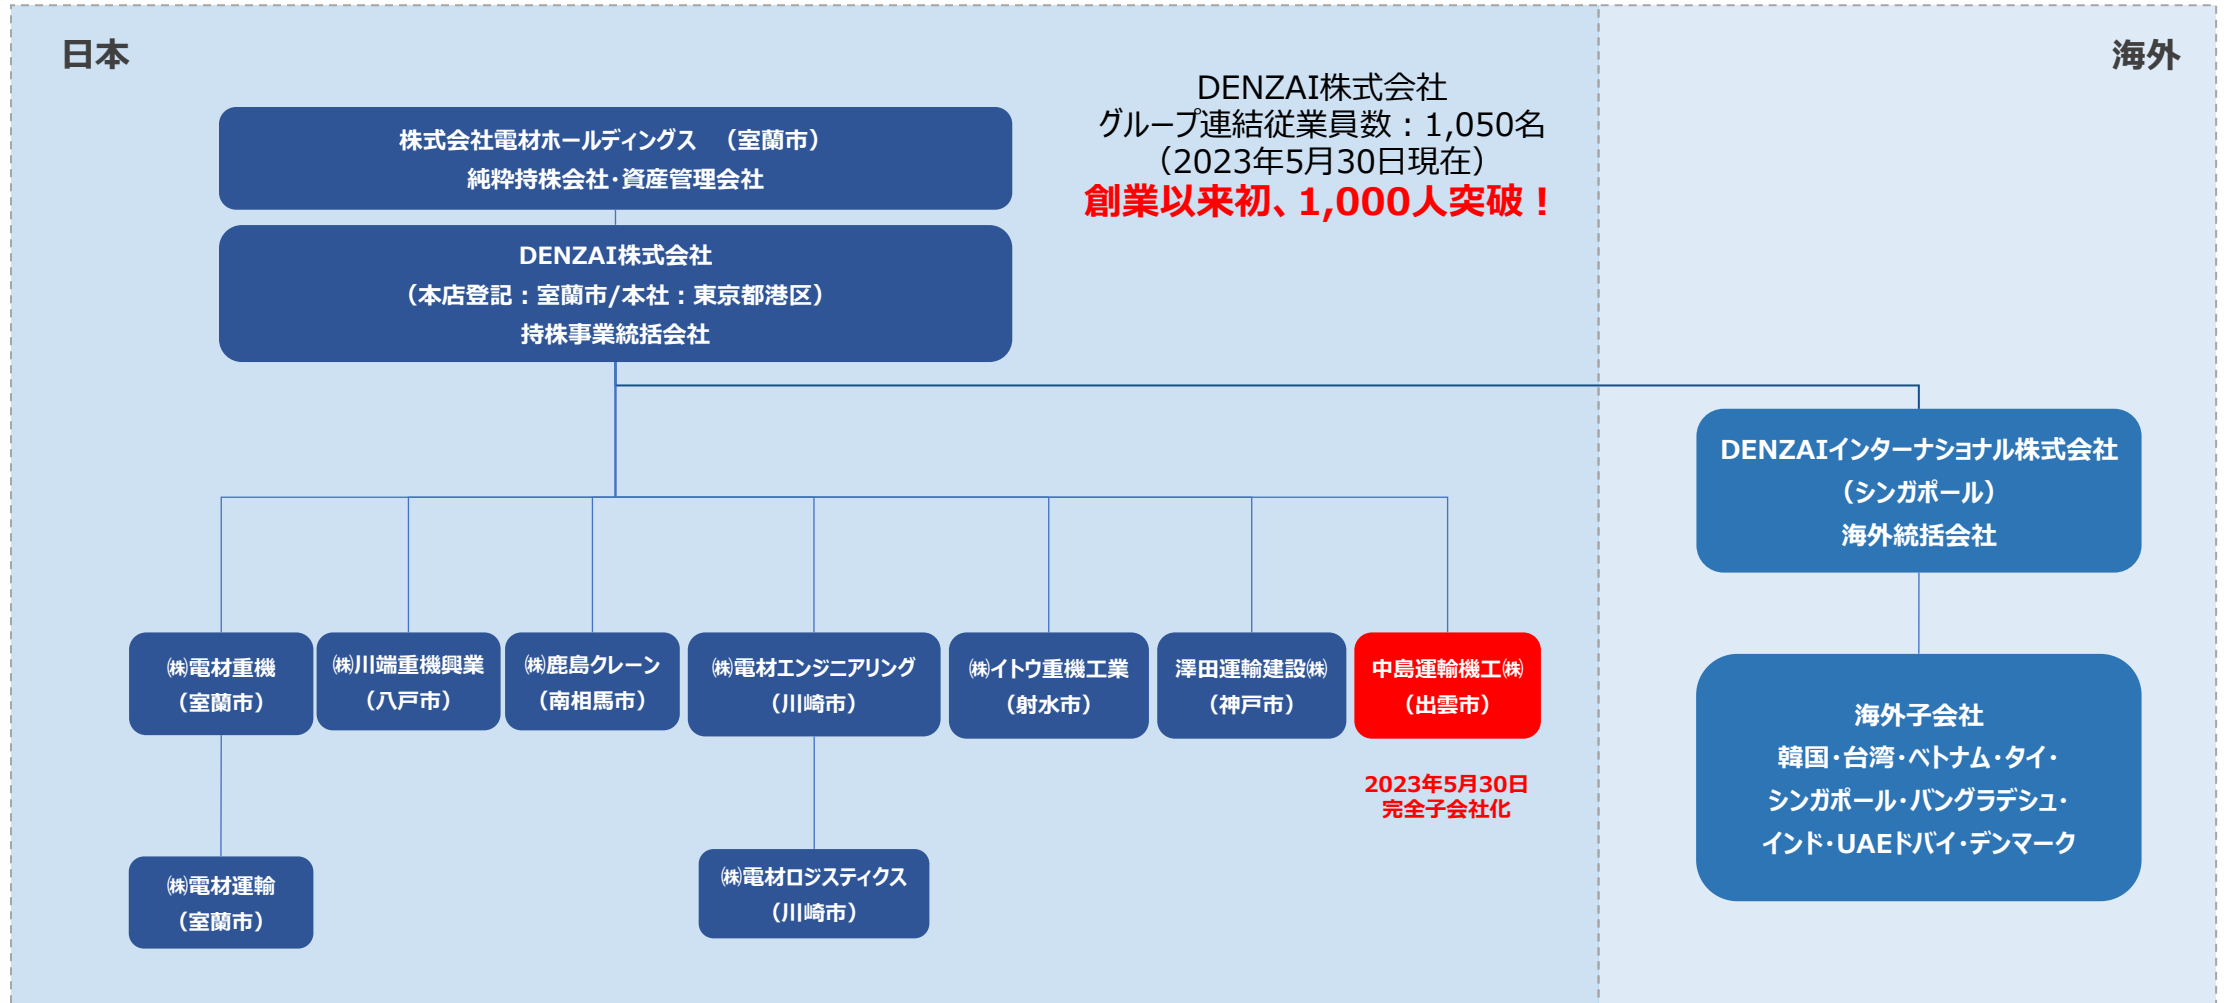 日本
海外
DENZAI株式会社
グループ連結従業員数：1,050名
（2023年5月30日現在）
創業以来初、1,000人突破！
株式会社電材ホールディングス　（室蘭市）
純粋持株会社･資産管理会社
DENZAI株式会社
（本店登記：室蘭市/本社：東京都港区）
持株事業統括会社
DENZAIインターナショナル株式会社
（シンガポール）
海外統括会社
㈱電材重機
（室蘭市）
㈱川端重機興業
（八戸市）
㈱鹿島クレーン
（南相馬市）
㈱電材エンジニアリング
（川崎市）
㈱イトウ重機工業
（射水市）
澤田運輸建設㈱
（神戸市）
中島運輸機工㈱
（出雲市）
2023年5月30日
完全子会社化
海外子会社
韓国･台湾･ベトナム･タイ･
シンガポール･バングラデシュ･
インド･UAEドバイ･デンマーク
㈱電材運輸
（室蘭市）
㈱電材ロジスティクス
（川崎市）